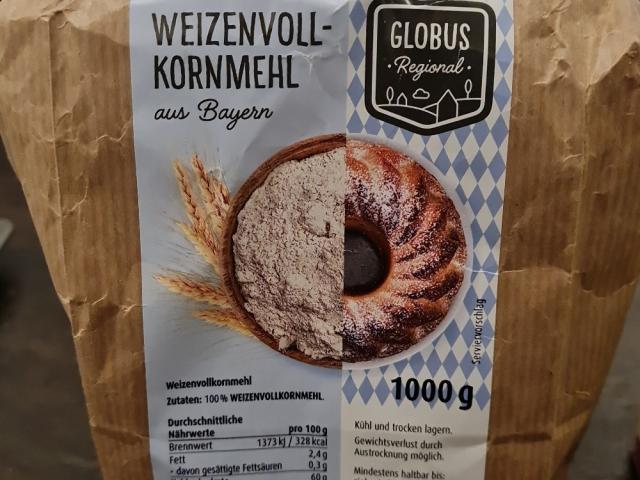 WEIZENVOLL-
KORNMEHL
aus Bayern
GLOBUS
· Regional ·
Serviervorschlag
1000 g
Weizenvollkornmehl
Zutaten: 100 % WEIZENVOLLKORNMEHL.
Durchschnittliche
Nährwerte pro 100 g
Brennwert 1373 kJ / 328 kcal
Fett 2,4 g
- davon gesättigte Fettsäuren 0,3 g
60 g
Kühl und trocken lagern.
Gewichtsverlust durch
Austrocknung möglich.
Mindestens haltbar bis: